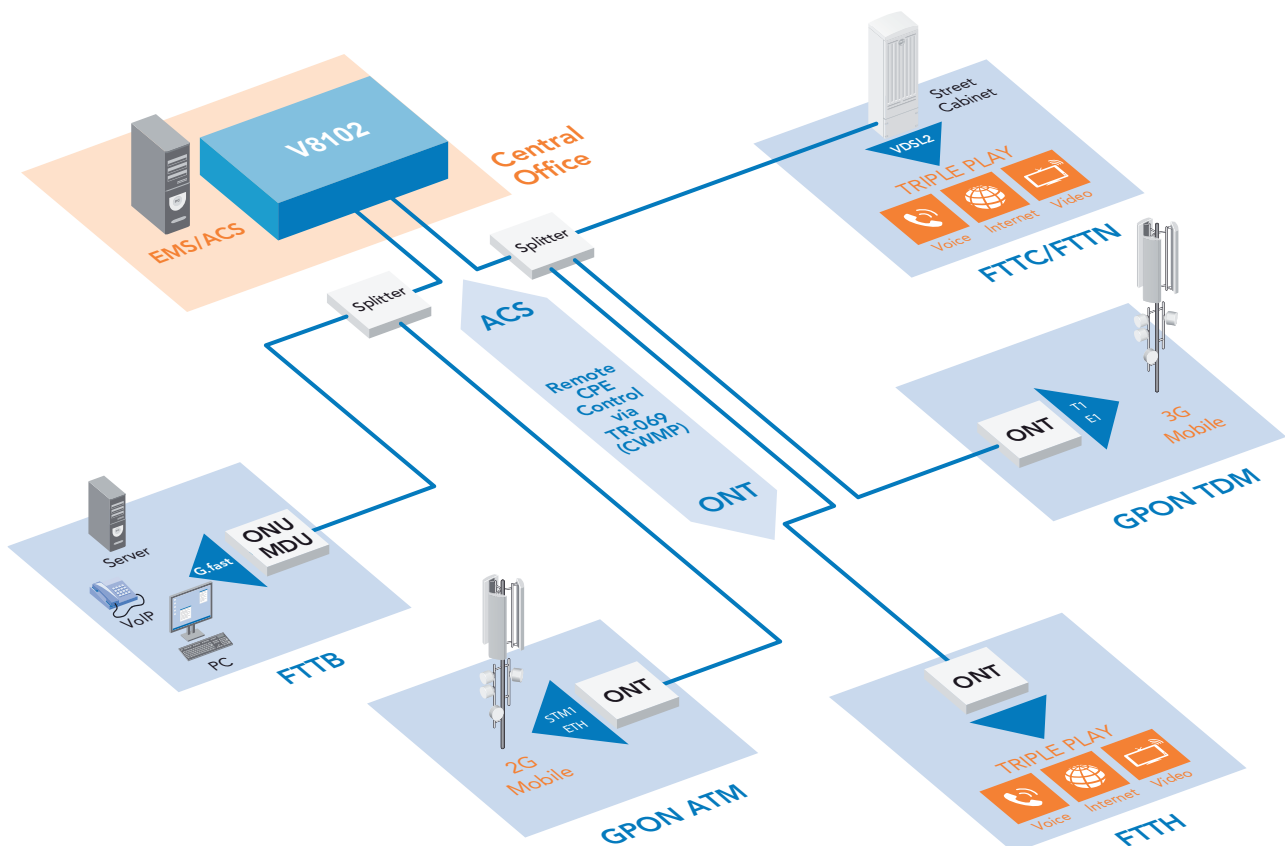 V8102
EMS/ACS
Central
Office
Splitter
Splitter
Street
Cabinet
VDSL2
TRIPLE PLAY
Voice
Internet
Video
FTTC/FTTN
ACS
Remote
CPE
Control
via
TR-069
(CWMP)
ONT
ONT
T1
E1
3G
Mobile
GPON TDM
Server
VoIP
PC
G.fast
ONU
MDU
FTTB
2G
Mobile
STM1
ETH
ONT
GPON ATM
ONT
TRIPLE PLAY
Voice
Internet
Video
FTTH